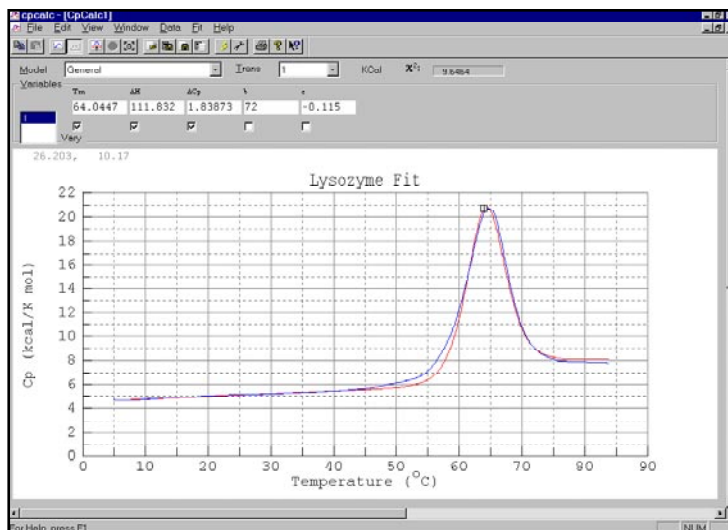 cpcalc - [CpCalc1]
File Edit View Window Data Fit Help
Model General Trans 1 KCal X²: 9.6464
Variables
Tm ΔH ΔCp
64.0447 111.832 1.83873 72 -0.115
1
Vary
26.203, 10.17
Lysozyme Fit
22
20
18
16
14
12
10
8
6
4
2
0
Cp (kcal/K mol)
0 10 20 30 40 50 60 70 80 90
Temperature (°C)
For Help, press F1 NUM